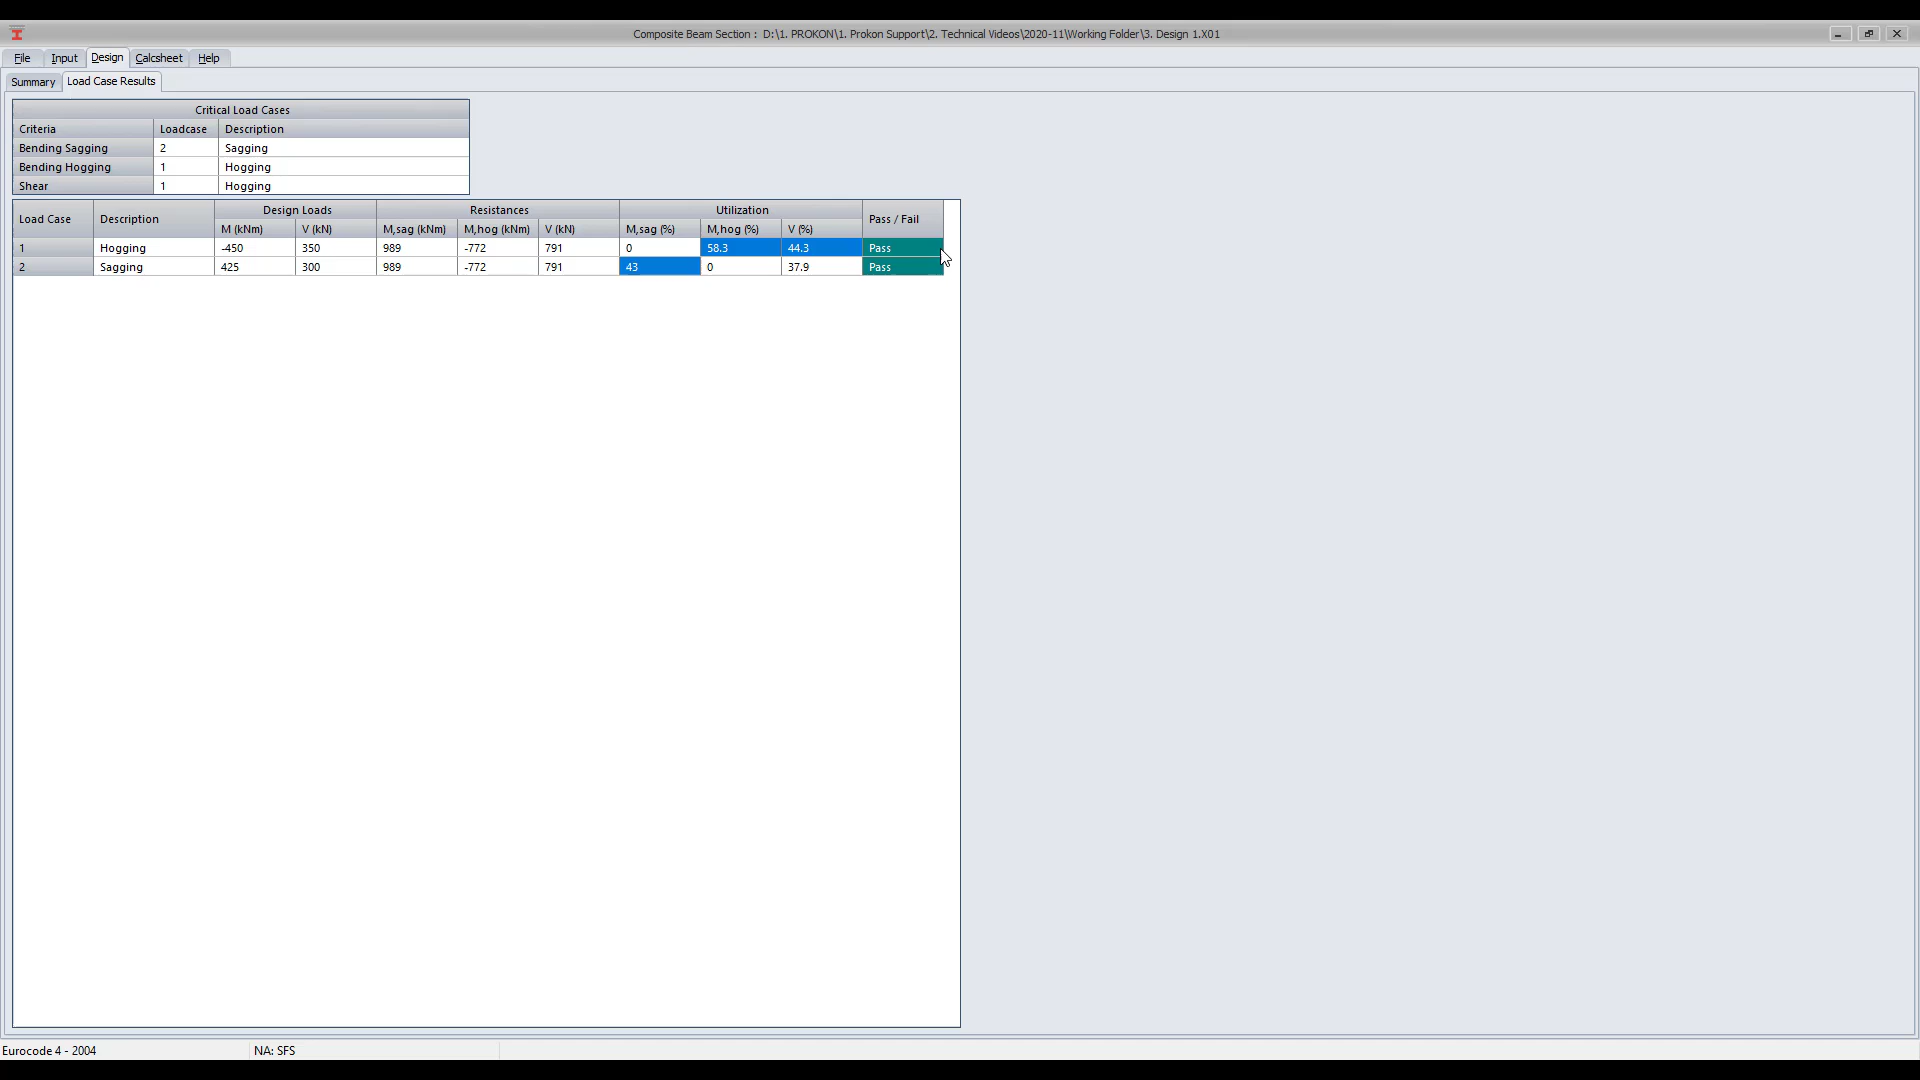 Composite Beam Section : D:\1. PROKON\1. Prokon Support\2. Technical Videos\2020-11\Working Folder\3. Design 1.X01
File Input Design Calcsheet Help
Summary Load Case Results
Critical Load Cases
Criteria Loadcase Description
Bending Sagging 2 Sagging
Bending Hogging 1 Hogging
Shear 1 Hogging
Load Case Description Design Loads Resistances Utilization Pass / Fail
M (kNm) V (kN) M,sag (kNm) M,hog (kNm) V (kN) M,sag (%) M,hog (%) V (%)
1 Hogging -450 350 989 -772 791 0 58.3 44.3 Pass
2 Sagging 425 300 989 -772 791 43 0 37.9 Pass
Eurocode 4 - 2004 NA: SFS